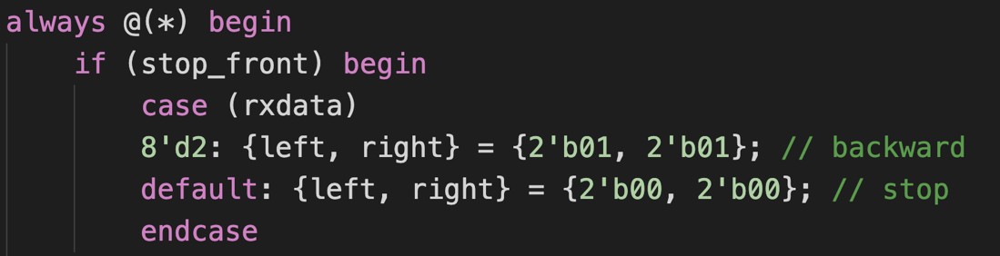 always @(*) begin
if (stop_front) begin
case (rxdata)
8'd2: {left, right} = {2'b01, 2'b01}; // backward
default: {left, right} = {2'b00, 2'b00}; // stop
endcase